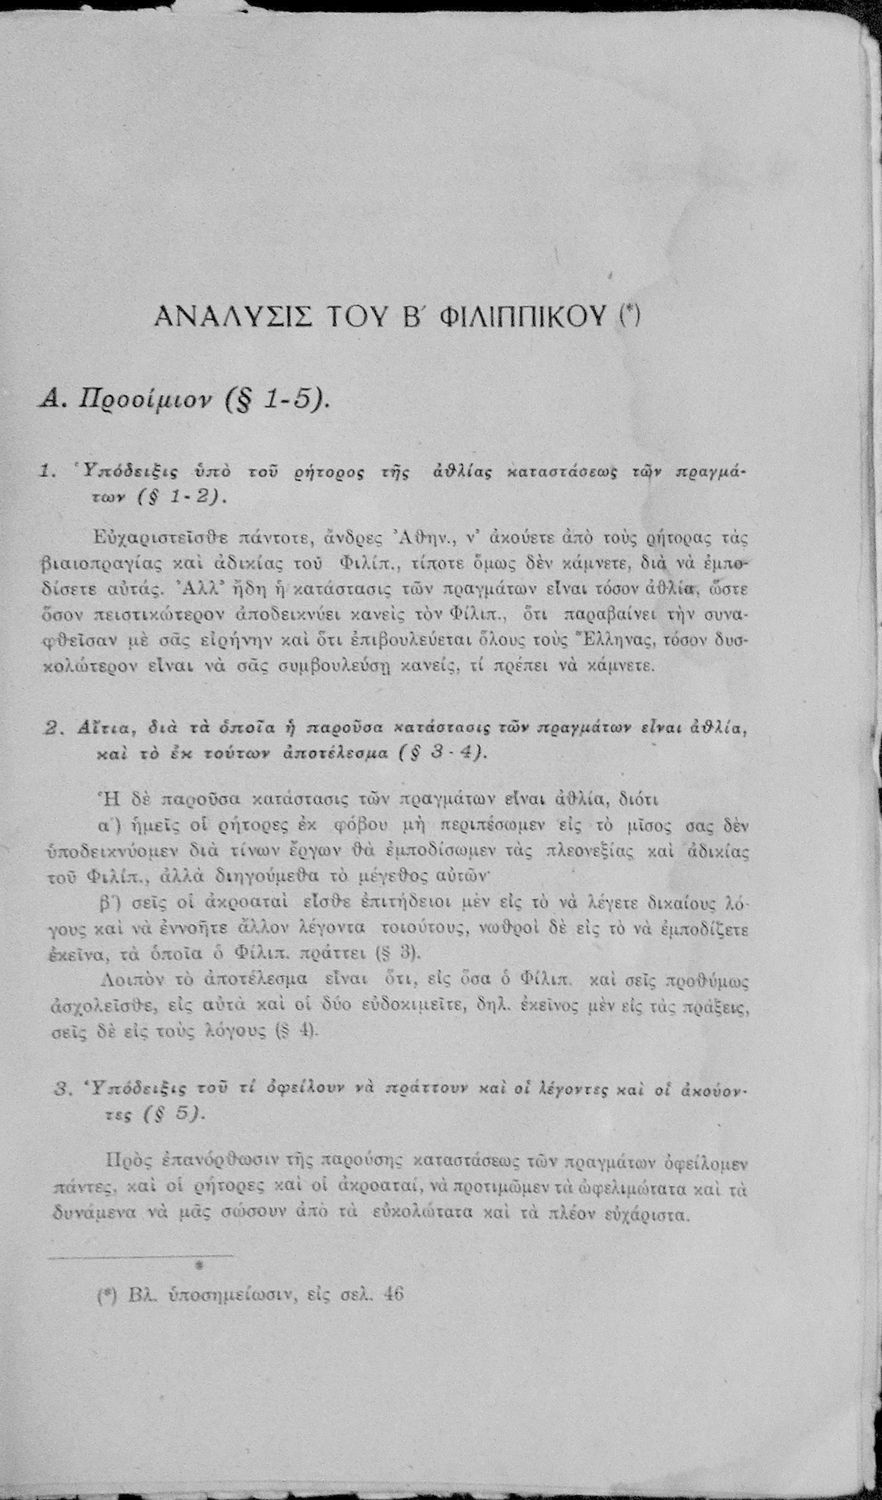 ΑΝΑΛΥΣΙΣ ΤΟΥ Β΄ ΦΙΛΙΠΠΙΚΟΥ (*)
Α. Προοίμιον (§ 1-5).
1. Ὑπόδειξις ὑπὸ τοῦ ρήτορος τῆς ἀθλίας καταστάσεως τῶν πραγμά-
των (§ 1-2).
Εὐχαριστεῖσθε πάντοτε, ἄνδρες Ἀθην., ν' ἀκούετε ἀπὸ τοὺς ρήτορας τὰς
βιαιοπραγίας καὶ ἀδικίας τοῦ Φιλίπ., τίποτε ὅμως δὲν κάμνετε, διὰ νὰ ἐμπο-
δίσετε αὐτάς. Ἀλλ' ἤδη ἡ κατάστασις τῶν πραγμάτων εἶναι τόσον ἀθλία, ὥστε
ὅσον πειστικώτερον ἀποδεικνύει κανεὶς τὸν Φίλιπ., ὅτι παραβαίνει τὴν συνα-
φθεῖσαν μὲ σᾶς εἰρήνην καὶ ὅτι ἐπιβουλεύεται ὅλους τοὺς Ἕλληνας, τόσον δυσ-
κολώτερον εἶναι νὰ σᾶς συμβουλεύσῃ κανείς, τί πρέπει νὰ κάμνετε.
2. Αἴτια, διὰ τὰ ὁποῖα ἡ παροῦσα κατάστασις τῶν πραγμάτων εἶναι ἀθλία,
καὶ τὸ ἐκ τούτων ἀποτέλεσμα (§ 3-4).
Ἡ δὲ παροῦσα κατάστασις τῶν πραγμάτων εἶναι ἀθλία, διότι
α΄) ἡμεῖς οἱ ρήτορες ἐκ φόβου μὴ περιπέσωμεν εἰς τὸ μῖσος σας δὲν
ὑποδεικνύομεν διὰ τίνων ἔργων θὰ ἐμποδίσωμεν τὰς πλεονεξίας καὶ ἀδικίας
τοῦ Φιλίπ., ἀλλὰ διηγούμεθα τὸ μέγεθος αὐτῶν·
β΄) σεῖς οἱ ἀκροαταὶ εἶσθε ἐπιτήδειοι μὲν εἰς τὸ νὰ λέγετε δικαίους λό-
γους καὶ νὰ ἐννοῆτε ἄλλον λέγοντα τοιούτους, νωθροὶ δὲ εἰς τὸ νὰ ἐμποδίζετε
ἐκεῖνα, τὰ ὁποῖα ὁ Φίλιπ. πράττει (§ 3).
Λοιπὸν τὸ ἀποτέλεσμα εἶναι ὅτι, εἰς ὅσα ὁ Φίλιπ. καὶ σεῖς προθύμως
ἀσχολεῖσθε, εἰς αὐτὰ καὶ οἱ δύο εὐδοκιμεῖτε, δηλ. ἐκεῖνος μὲν εἰς τὰς πράξεις,
σεῖς δὲ εἰς τοὺς λόγους (§ 4).
3. Ὑπόδειξις τοῦ τί ὀφείλουν νὰ πράττουν καὶ οἱ λέγοντες καὶ οἱ ἀκούον-
τες (§ 5).
Πρὸς ἐπανόρθωσιν τῆς παρούσης καταστάσεως τῶν πραγμάτων ὀφείλομεν
πάντες, καὶ οἱ ρήτορες καὶ οἱ ἀκροαταί, νὰ προτιμῶμεν τὰ ὠφελιμώτατα καὶ τὰ
δυνάμενα νὰ μᾶς σώσουν ἀπὸ τὰ εὐκολώτατα καὶ τὰ πλέον εὐχάριστα.
*
(*) Βλ. ὑποσημείωσιν, εἰς σελ. 46